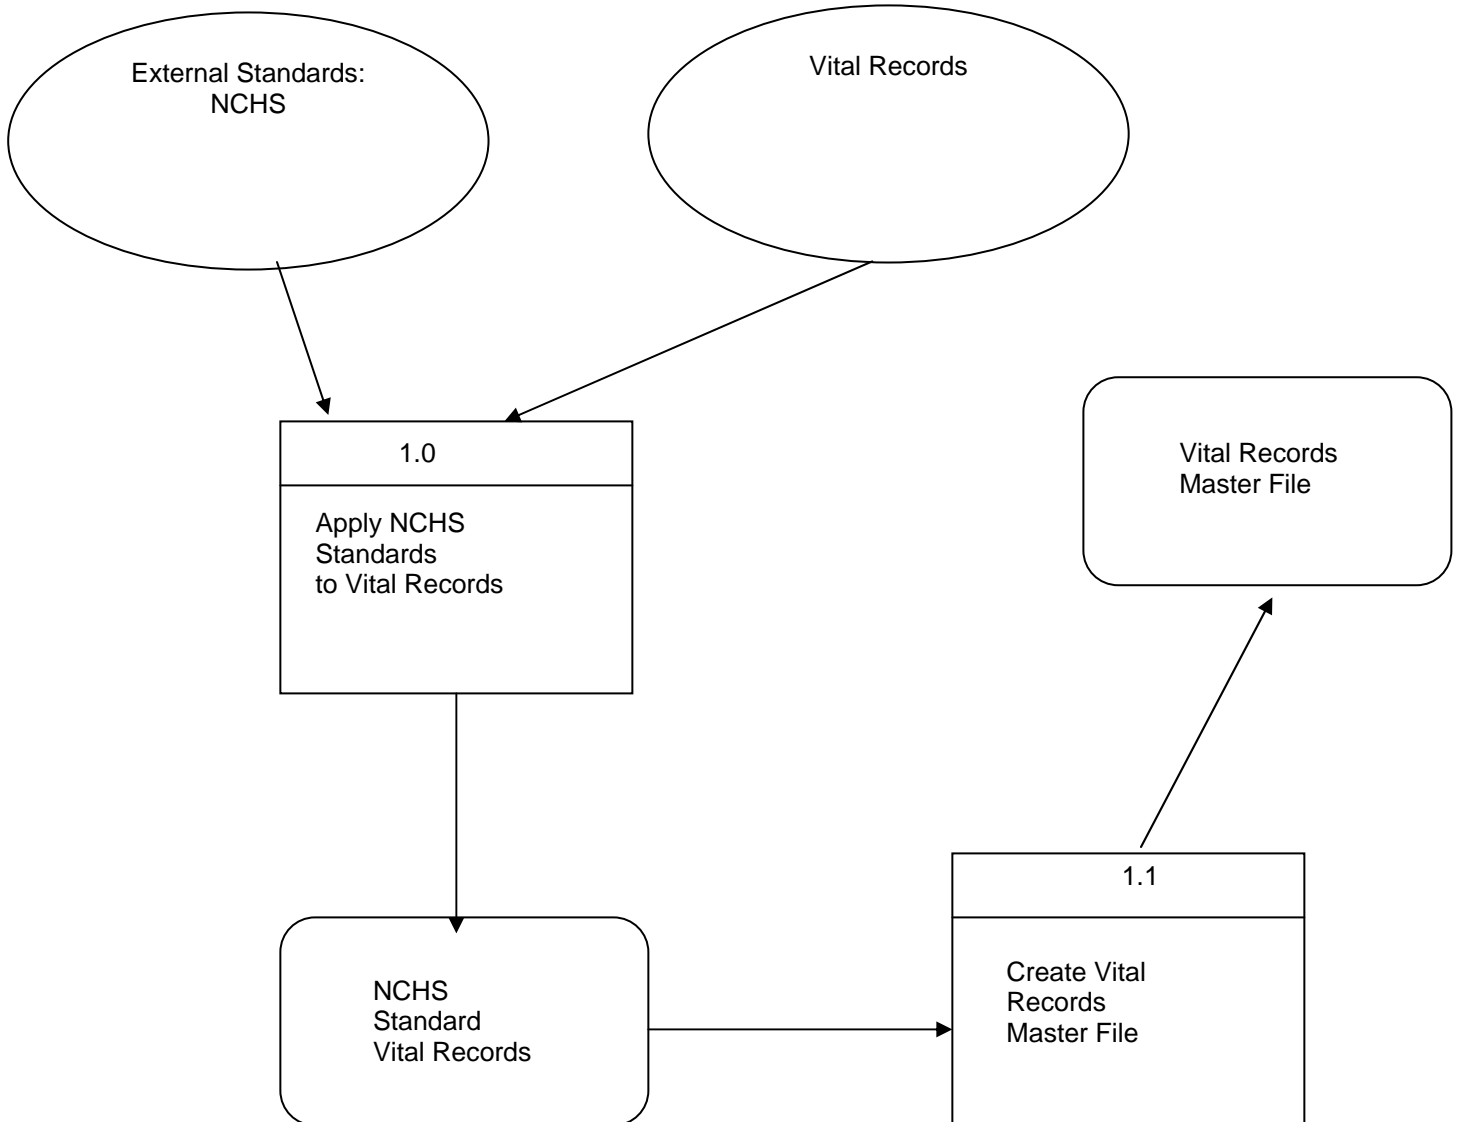 External Standards:
NCHS
Vital Records
1.0
Apply NCHS
Standards
to Vital Records
Vital Records
Master File
NCHS
Standard
Vital Records
1.1
Create Vital
Records
Master File